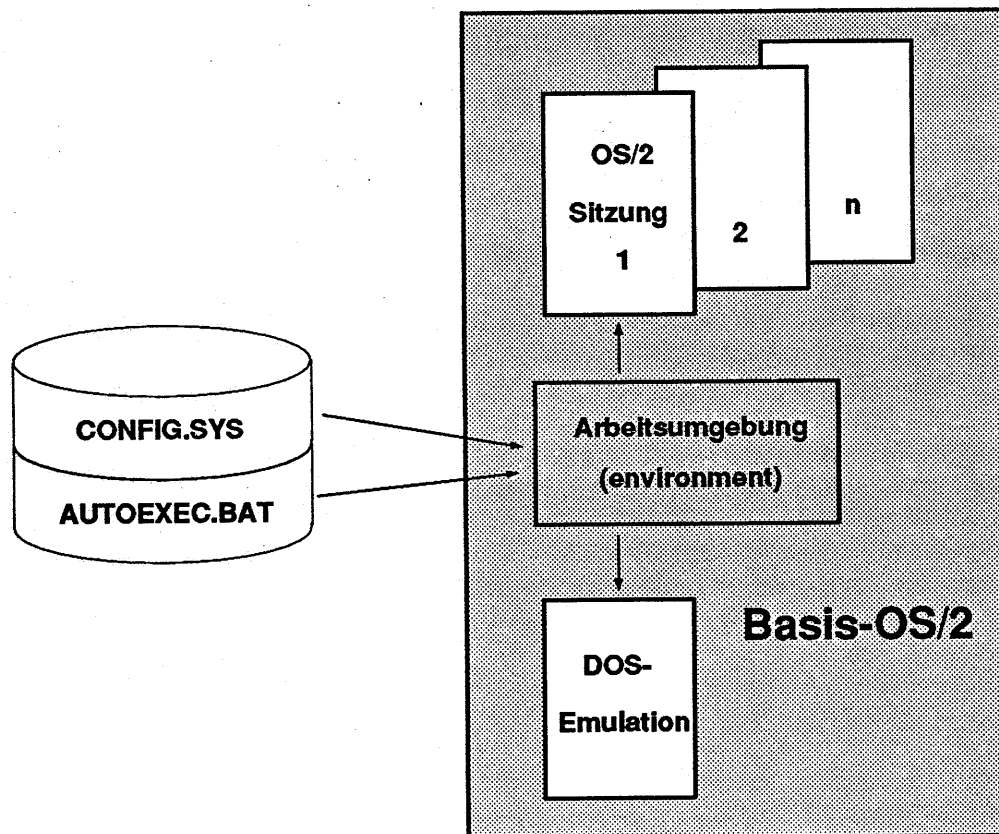 OS/2
Sitzung
1
2
n
CONFIG.SYS
AUTOEXEC.BAT
Arbeitsumgebung
(environment)
Basis-OS/2
DOS-
Emulation